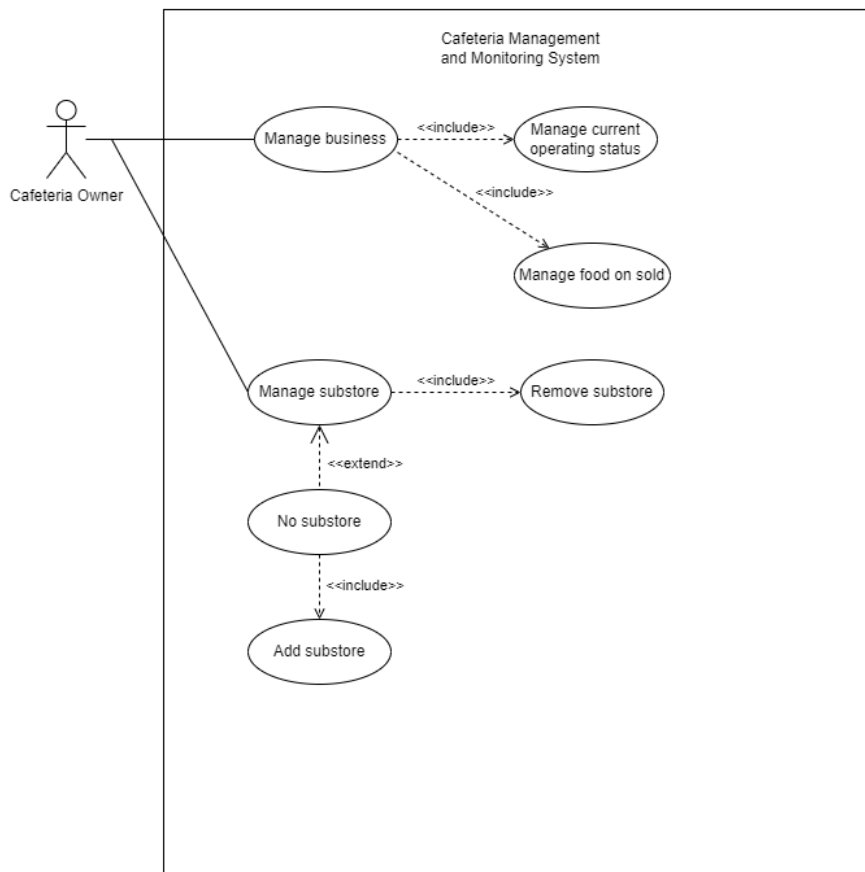 Cafeteria Management
and Monitoring System
Cafeteria Owner
Manage business
<<include>>
Manage current
operating status
<<include>>
Manage food on sold
Manage substore
<<include>>
Remove substore
<<extend>>
No substore
<<include>>
Add substore